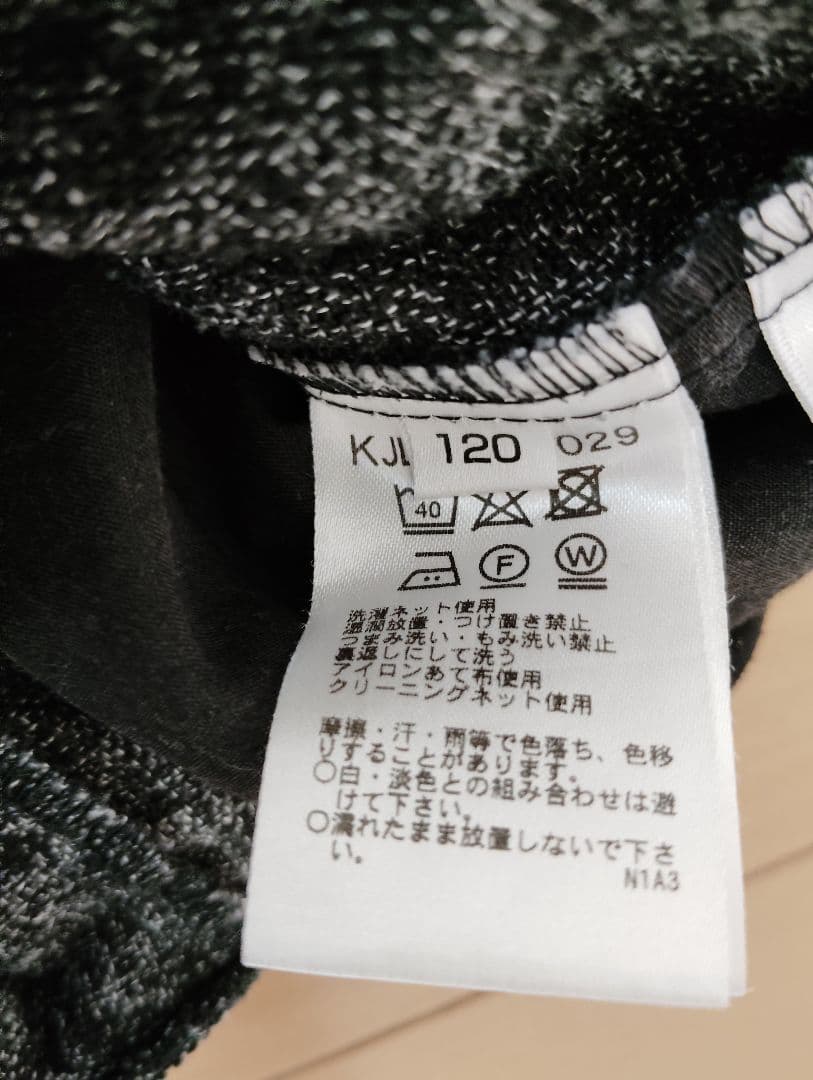 KJL 120 029
40
F W
洗濯ネット使用
湿潤放置・つけ置き禁止
つまみ洗い・もみ洗い禁止
裏返しにして洗う
アイロンあて布使用
クリーニングネット使用
摩擦・汗・雨等で色落ち、色移
りすることがあります。
○白・淡色との組み合わせは避
けて下さい。
○濡れたまま放置しないで下さ
い。
N1A3